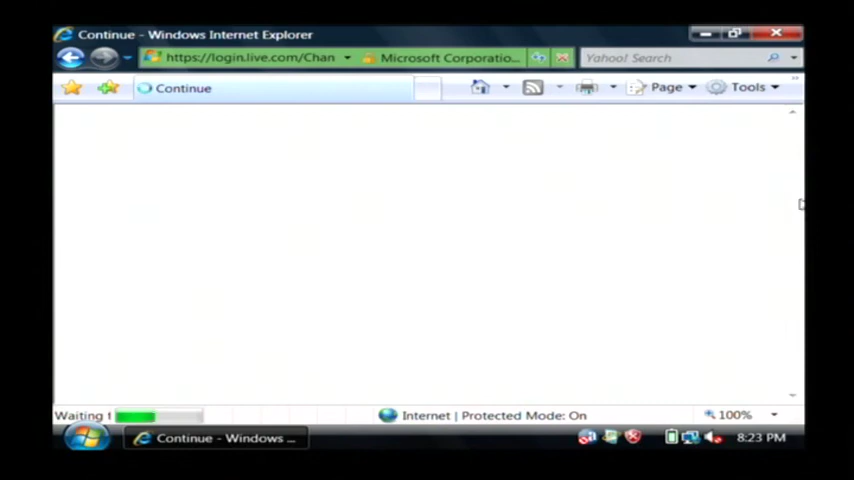 Continue - Windows Internet Explorer
https://login.live.com/Chan
Microsoft Corporatio...
Yahoo! Search
Continue
Page
Tools
Waiting f
Internet | Protected Mode: On
100%
Continue - Windows ...
8:23 PM